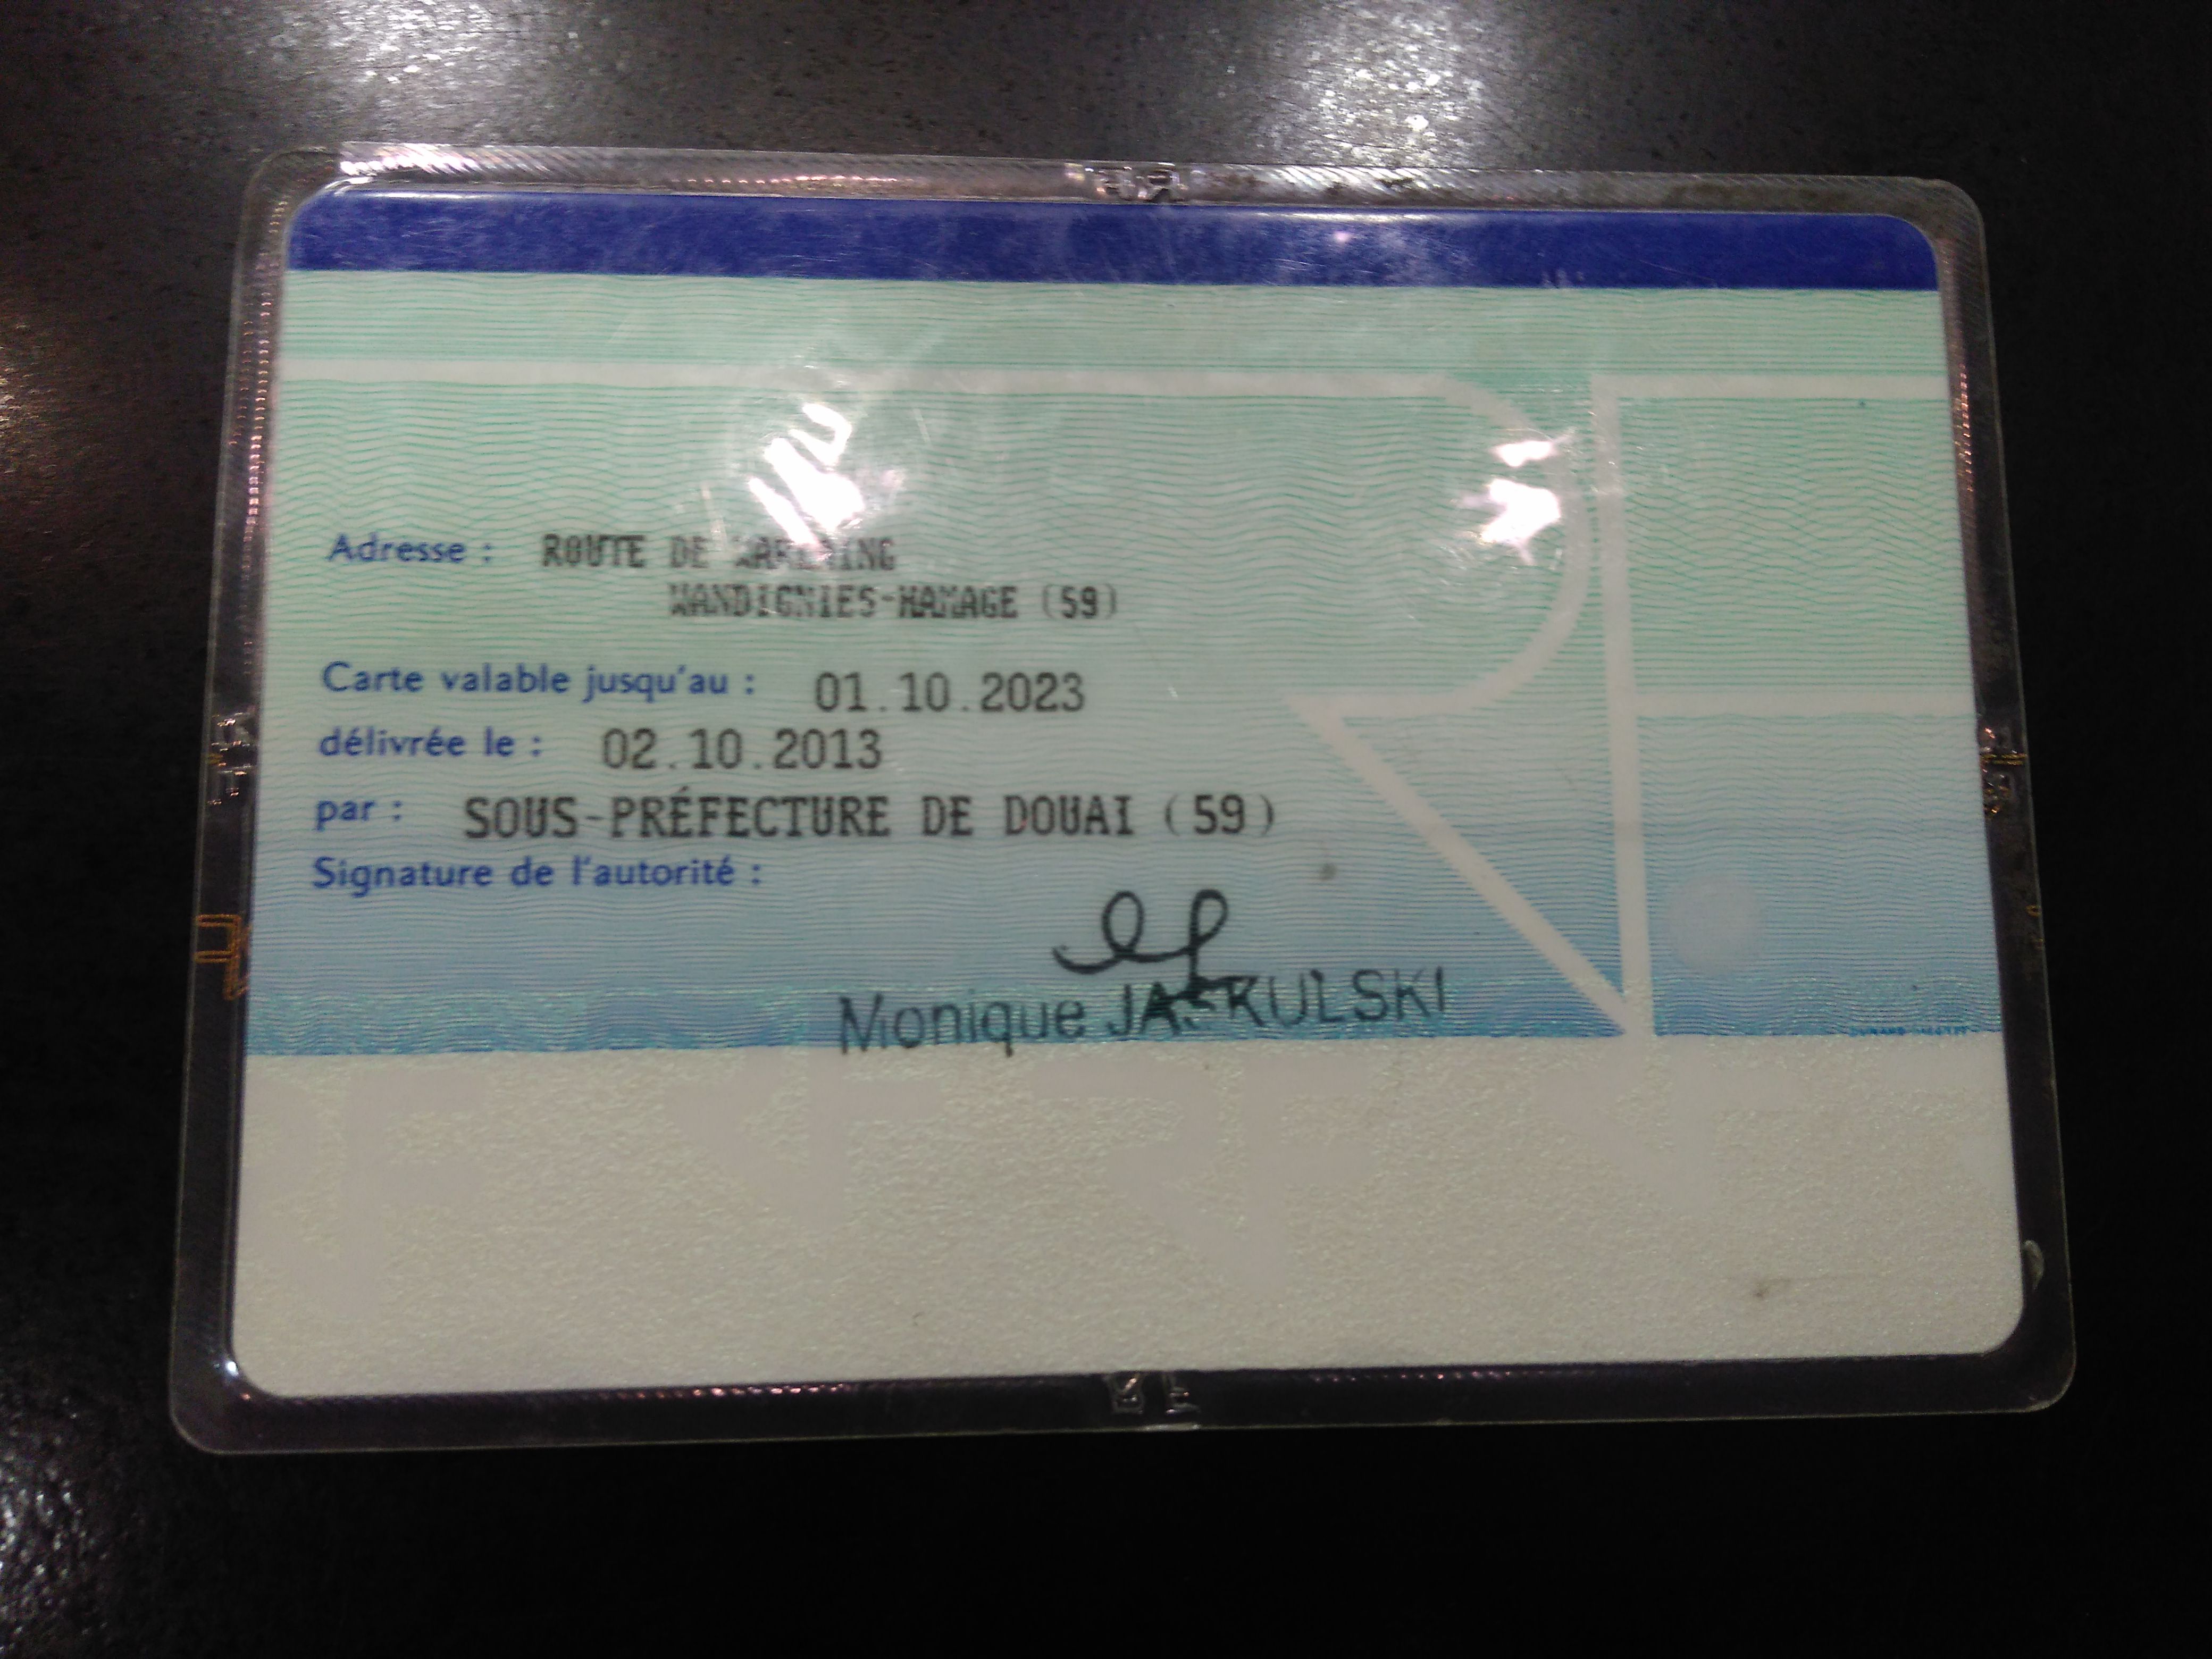 Adresse : ROUTE DE
WANDIGNIES-HAMAGE (59)
Carte valable jusqu'au : 01.10.2023
délivrée le : 02.10.2013
par : SOUS-PRÉFECTURE DE DOUAI (59)
Signature de l'autorité :
Monique JASKULSKI